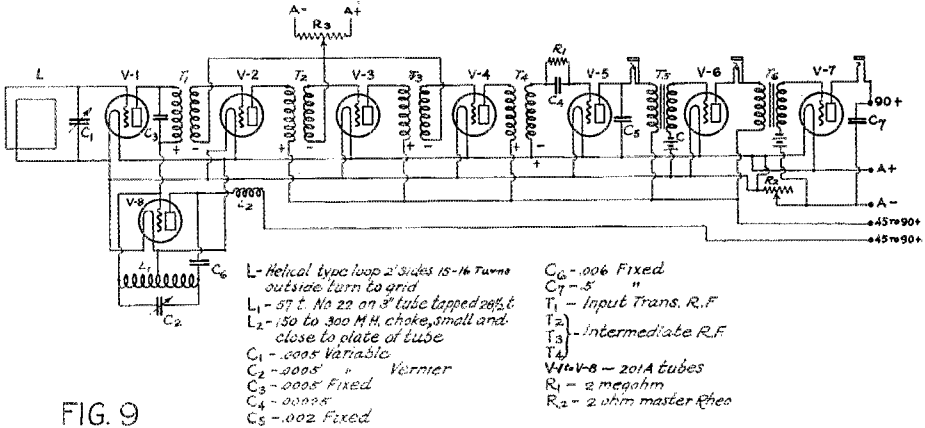 A- R3 A+
L V-1 T1 V-2 T2 V-3 T3 V-4 T4 R1 V-5 T5 V-6 T6 V-7
C1 C3 C4 C5 C C7
90+
+ - + - + - + - +
A+
R2
A-
45 TO 90+
45 TO 90+
V-8 L2
L1 C6
C2
L- Helical type loop 2' sides 15-16 Turns
outside turn to grid
L1 - 57 t. No 22 on 3" tube tapped 28½ t.
L2 - 150 to 300 M.H. choke, small and
close to plate of tube
C1 - .0005 Variable
C2 - .0005 " Vernier
C3 - .0005 Fixed
C4 - .00025
C5 - .002 Fixed
C6 - .006 Fixed
C7 - .5 "
T1 - Input Trans. R.F
T2
T3 - Intermediate R.F.
T4
V-1 to V-8 - 201A tubes
R1 - 2 megohm
R2 - 2 ohm master Rheo
FIG. 9